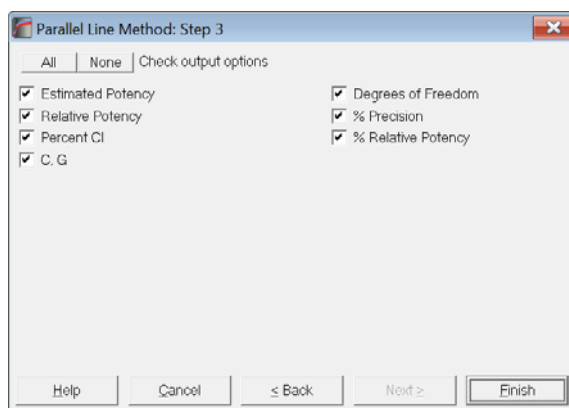 Parallel Line Method: Step 3
All None Check output options
Estimated Potency
Relative Potency
Percent CI
C, G
Degrees of Freedom
% Precision
% Relative Potency
Help Cancel < Back Next > Finish